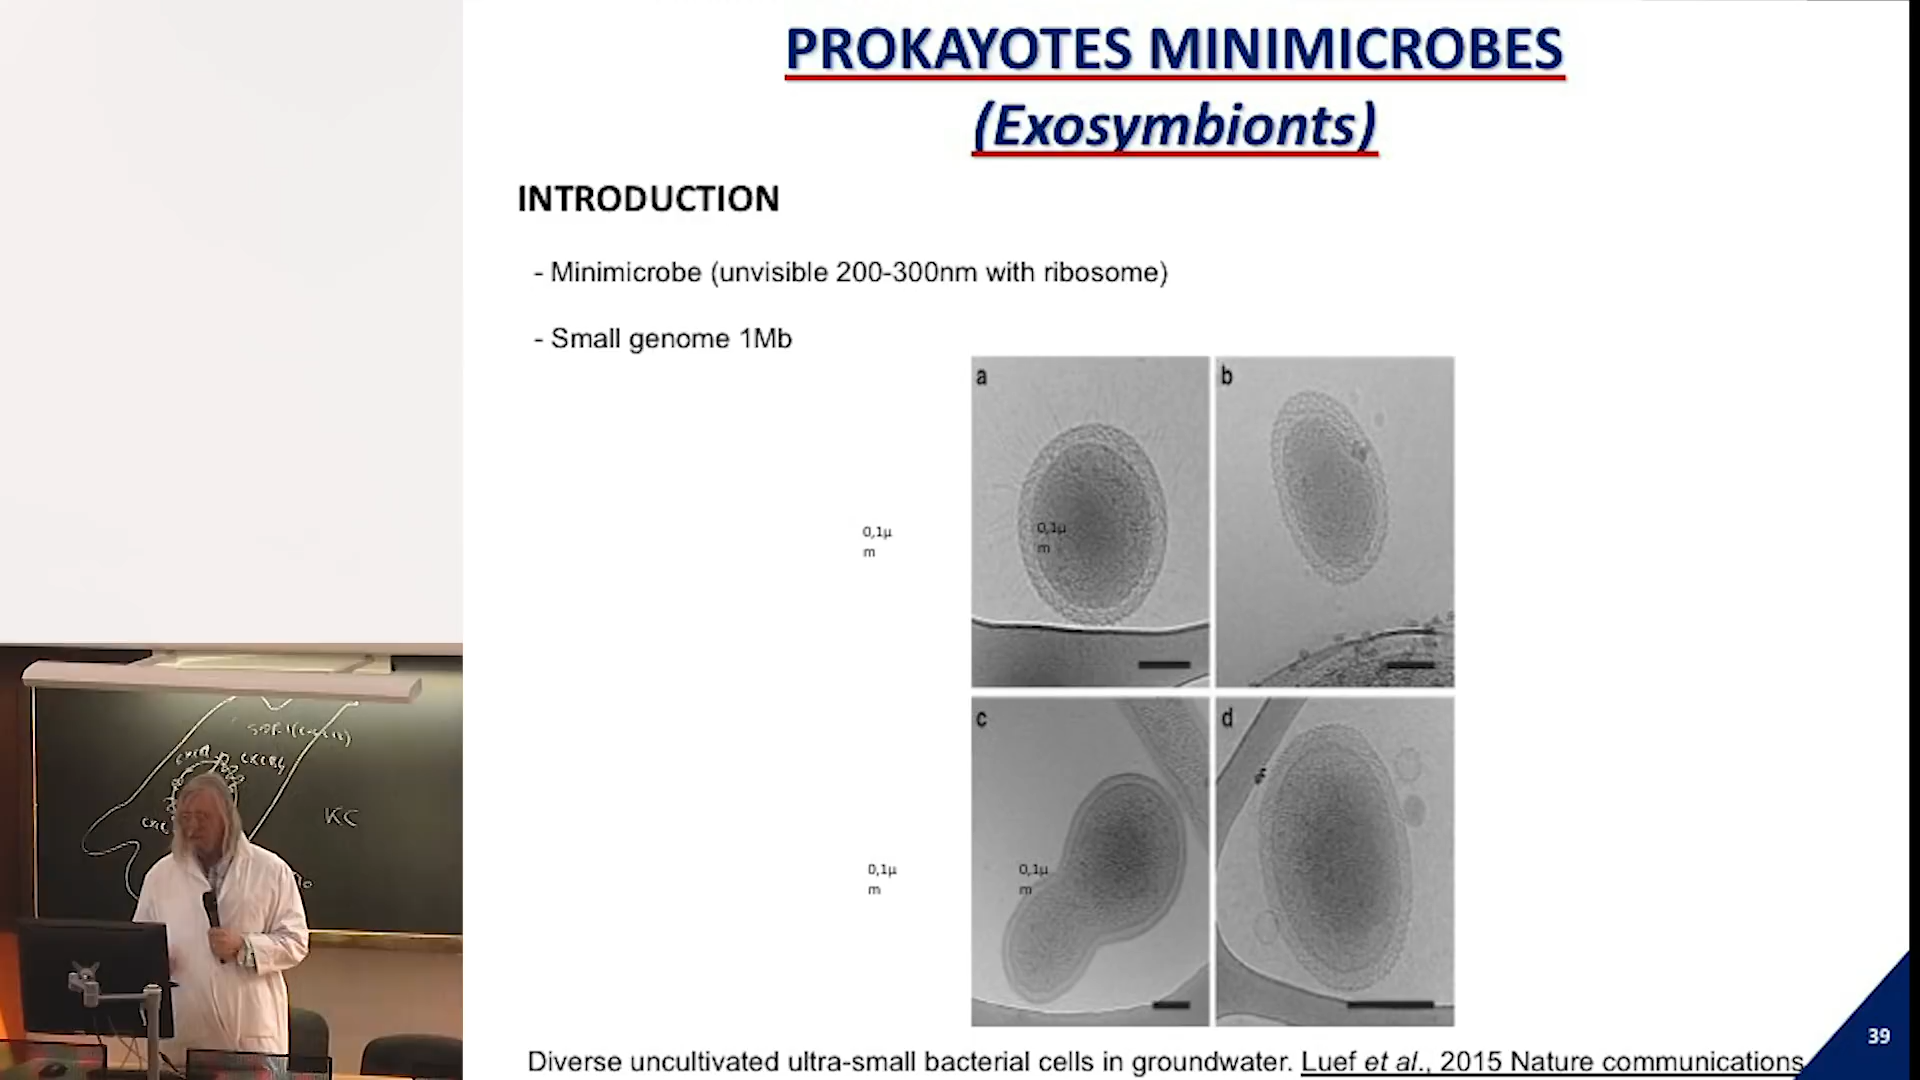 PROKAYOTES MINIMICROBES
(Exosymbionts)
INTRODUCTION
- Minimicrobe (unvisible 200-300nm with ribosome)
- Small genome 1Mb
a
b
0,1µ
m
0,1µ
m
c
d
0,1µ
m
0,1µ
m
CXCR4
KC
Diverse uncultivated ultra-small bacterial cells in groundwater. Luef et al., 2015 Nature communications
39